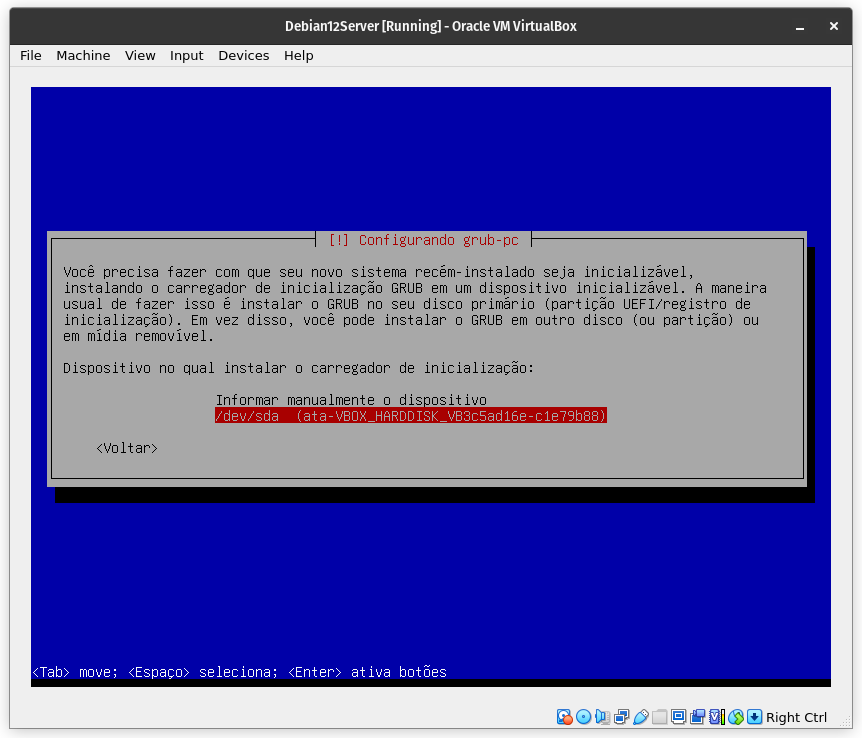 Debian12Server [Running] - Oracle VM VirtualBox
File Machine View Input Devices Help
[!] Configurando grub-pc
Você precisa fazer com que seu novo sistema recém-instalado seja inicializável,
instalando o carregador de inicialização GRUB em um dispositivo inicializável. A maneira
usual de fazer isso é instalar o GRUB no seu disco primário (partição UEFI/registro de
inicialização). Em vez disso, você pode instalar o GRUB em outro disco (ou partição) ou
em mídia removível.
Dispositivo no qual instalar o carregador de inicialização:
Informar manualmente o dispositivo
/dev/sda (ata-VBOX_HARDDISK_VB3c5ad16e-c1e79b88)
<Voltar>
<Tab> move; <Espaço> seleciona; <Enter> ativa botões
Right Ctrl